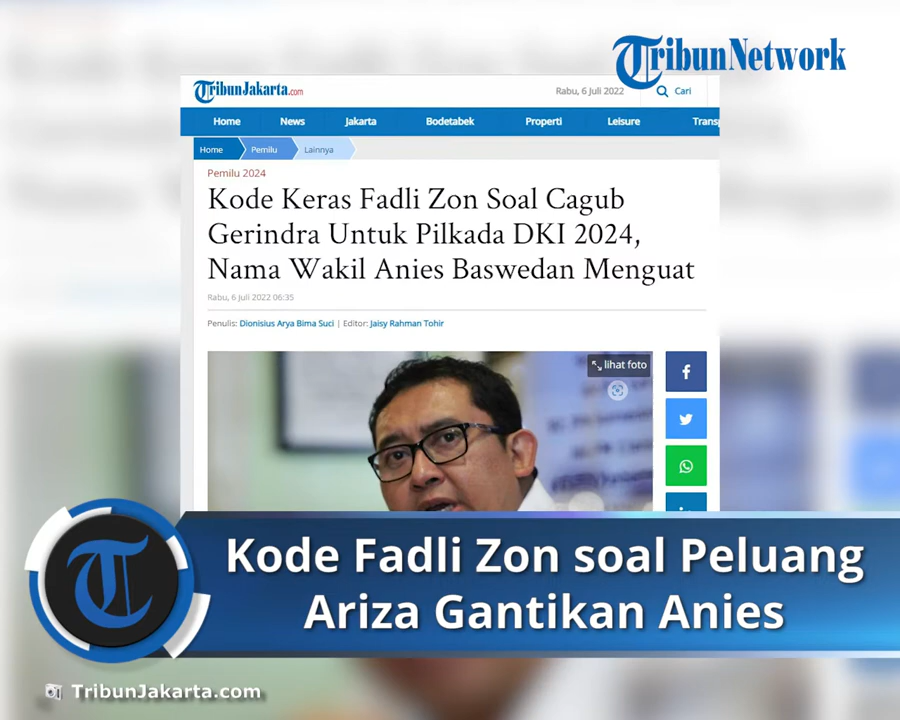 TribunNetwork
TribunJakarta.com
Rabu, 6 Juli 2022
Cari
Home News Jakarta Bodetabek Properti Leisure Transp
Home Pemilu Lainnya
Pemilu 2024
Kode Keras Fadli Zon Soal Cagub
Gerindra Untuk Pilkada DKI 2024,
Nama Wakil Anies Baswedan Menguat
Rabu, 6 Juli 2022 06:35
Penulis: Dionisius Arya Bima Suci | Editor: Jaisy Rahman Tohir
lihat foto
Kode Fadli Zon soal Peluang
Ariza Gantikan Anies
TribunJakarta.com